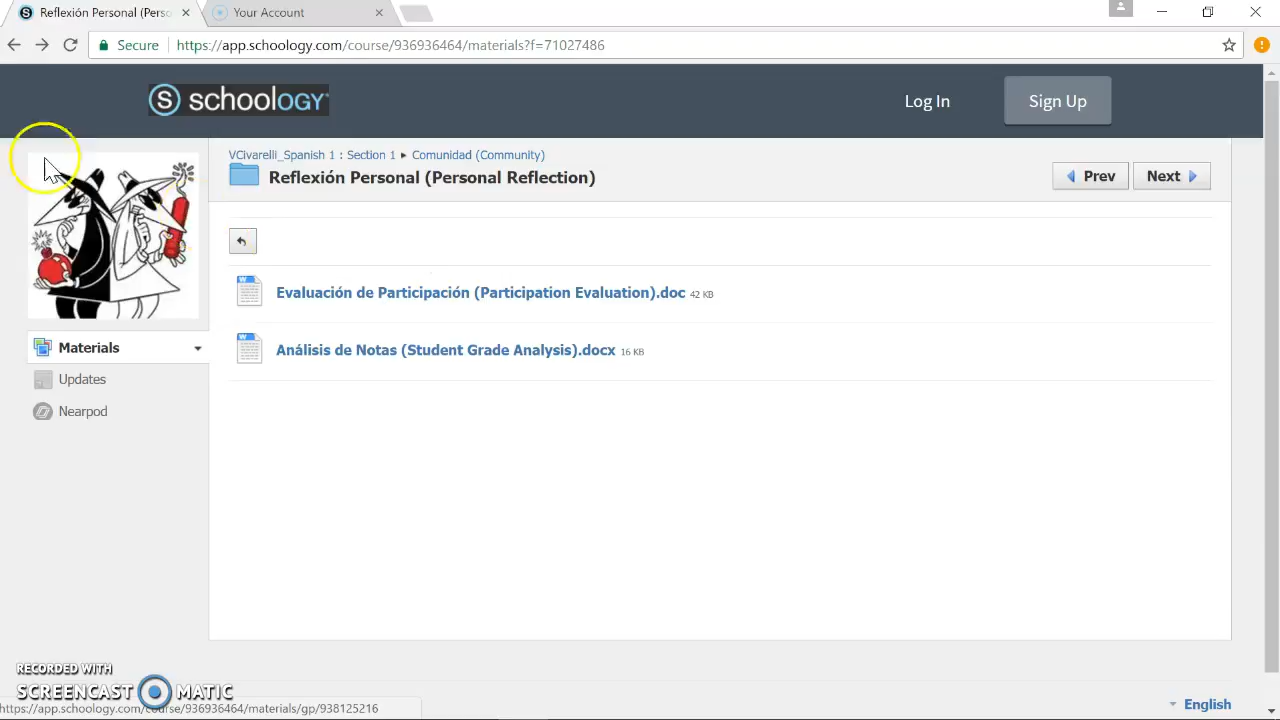 Reflexión Personal (Perso
Your Account
Secure
https://app.schoology.com/course/936936464/materials?f=71027486
S schoology
Log In
Sign Up
VCivarelli_Spanish 1 : Section 1 ▸ Comunidad (Community)
Reflexión Personal (Personal Reflection)
Prev
Next
Evaluación de Participación (Participation Evaluation).doc 42 KB
Materials
Análisis de Notas (Student Grade Analysis).docx 16 KB
Updates
Nearpod
RECORDED WITH
SCREENCAST MATIC
https://app.schoology.com/course/936936464/materials/gp/938125216
English